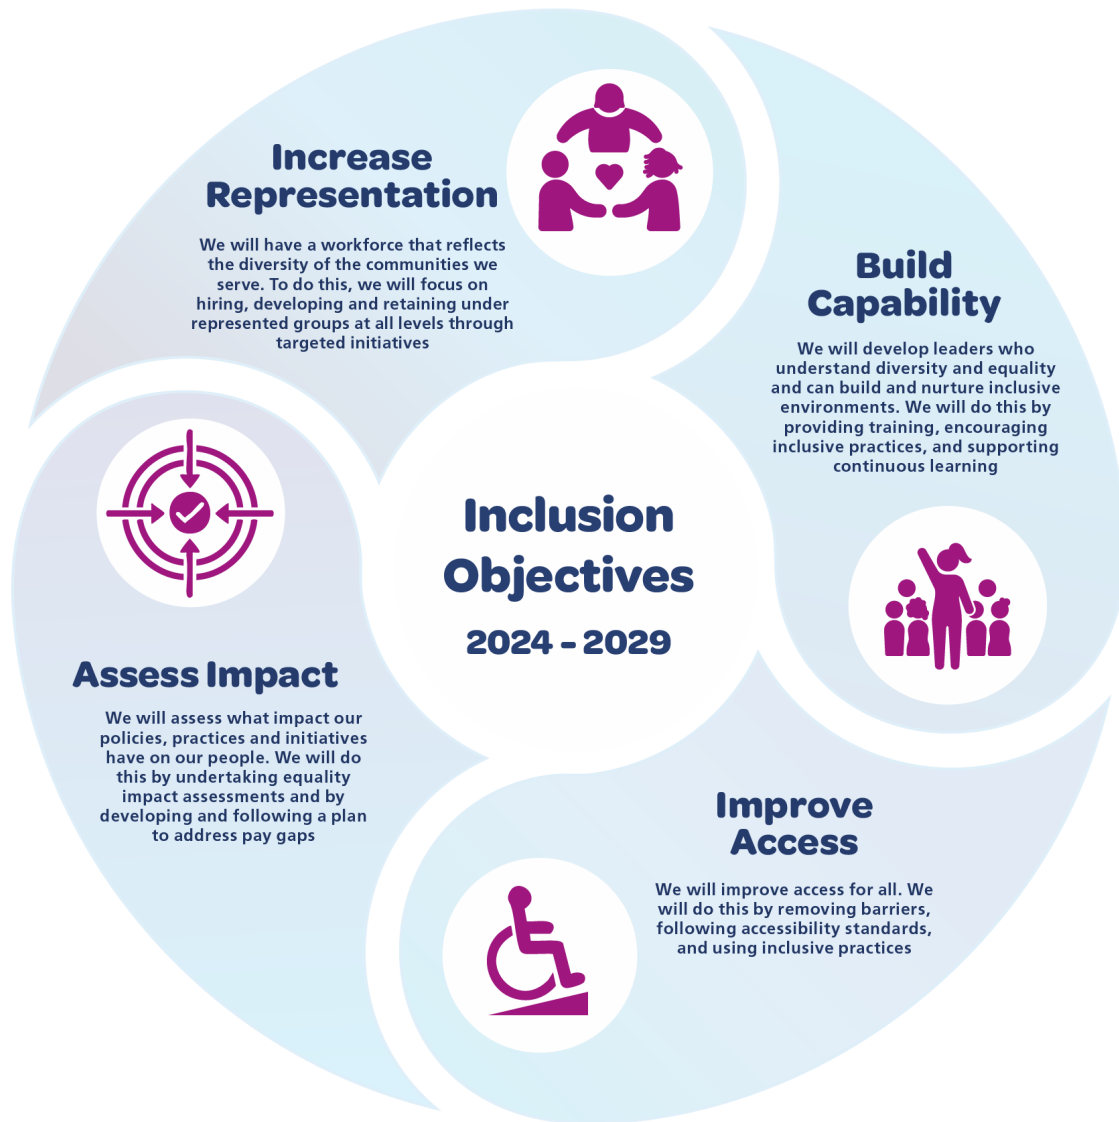 Increase
Representation
We will have a workforce that reflects
the diversity of the communities we
serve. To do this, we will focus on
hiring, developing and retaining under
represented groups at all levels through
targeted initiatives
Build
Capability
We will develop leaders who
understand diversity and equality
and can build and nurture inclusive
environments. We will do this by
providing training, encouraging
inclusive practices, and supporting
continuous learning
Inclusion
Objectives
2024 – 2029
Assess Impact
We will assess what impact our
policies, practices and initiatives
have on our people. We will do
this by undertaking equality
impact assessments and by
developing and following a plan
to address pay gaps
Improve
Access
We will improve access for all. We
will do this by removing barriers,
following accessibility standards,
and using inclusive practices